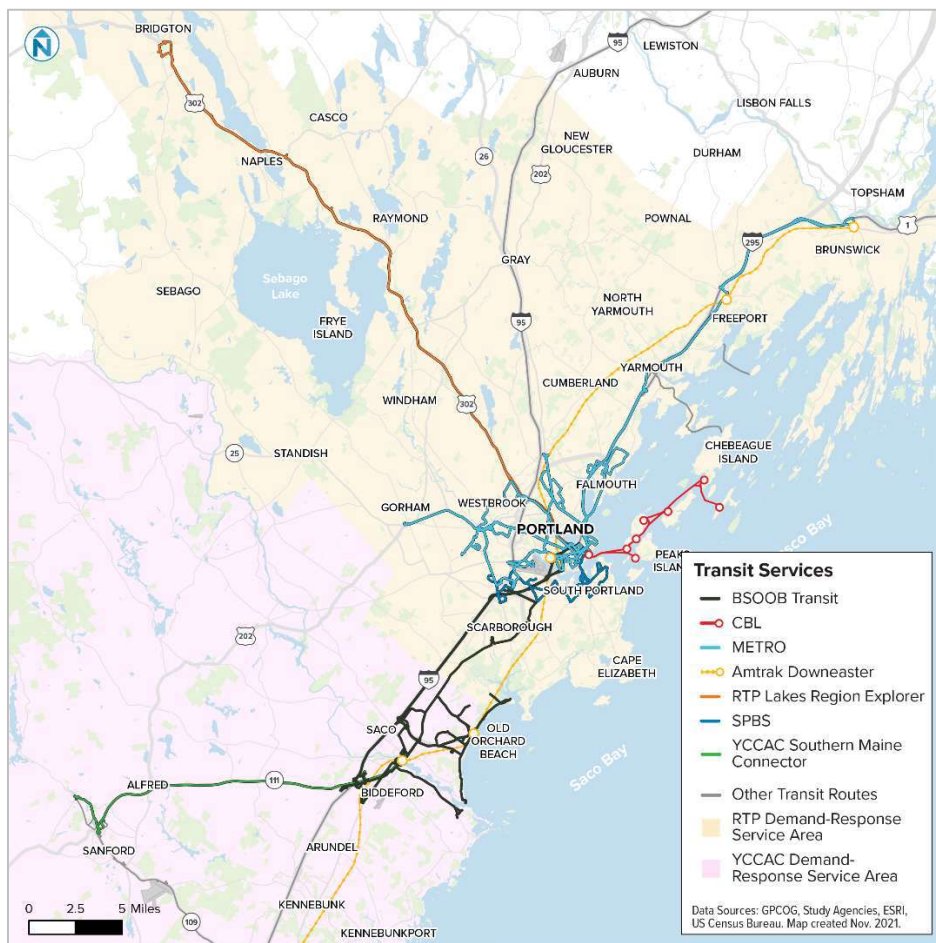 BRIDGTON
N
95
LEWISTON
AUBURN
LISBON FALLS
302
CASCO
NEW
GLOUCESTER
26
DURHAM
NAPLES
202
TOPSHAM
RAYMOND
POWNAL
1
295
BRUNSWICK
GRAY
Sebago
Lake
SEBAGO
NORTH
YARMOUTH
FREEPORT
FRYE
ISLAND
95
YARMOUTH
CUMBERLAND
WINDHAM
302
CHEBEAGUE
ISLAND
25
STANDISH
FALMOUTH
WESTBROOK
GORHAM
PORTLAND
PEAKS
SOUTH PORTLAND
SCARBOROUGH
202
CAPE
ELIZABETH
95
SACO
OLD
ORCHARD
BEACH
Saco Bay
111
ALFRED
BIDDEFORD
SANFORD
ARUNDEL
KENNEBUNK
109
KENNEBUNKPORT
0 2.5 5 Miles
Transit Services
BSOOB Transit
CBL
METRO
Amtrak Downeaster
RTP Lakes Region Explorer
SPBS
YCCAC Southern Maine
Connector
Other Transit Routes
RTP Demand-Response
Service Area
YCCAC Demand-
Response Service Area
Data Sources: GPCOG, Study Agencies, ESRI,
US Census Bureau. Map created Nov. 2021.